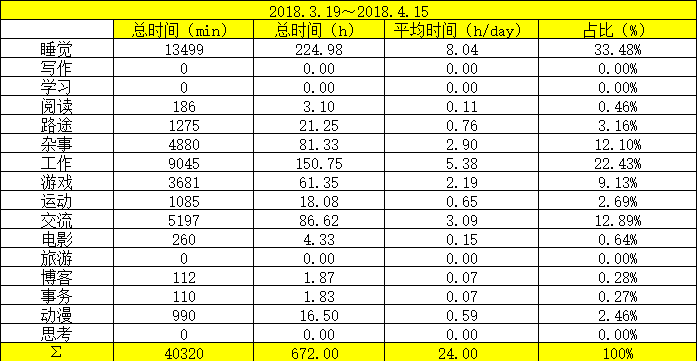 2018.3.19～2018.4.15
总时间（min） 总时间（h） 平均时间（h/day） 占比（%）
睡觉 13499 224.98 8.04 33.48%
写作 0 0.00 0.00 0.00%
学习 0 0.00 0.00 0.00%
阅读 186 3.10 0.11 0.46%
路途 1275 21.25 0.76 3.16%
杂事 4880 81.33 2.90 12.10%
工作 9045 150.75 5.38 22.43%
游戏 3681 61.35 2.19 9.13%
运动 1085 18.08 0.65 2.69%
交流 5197 86.62 3.09 12.89%
电影 260 4.33 0.15 0.64%
旅游 0 0.00 0.00 0.00%
博客 112 1.87 0.07 0.28%
事务 110 1.83 0.07 0.27%
动漫 990 16.50 0.59 2.46%
思考 0 0.00 0.00 0.00%
Σ 40320 672.00 24.00 100%